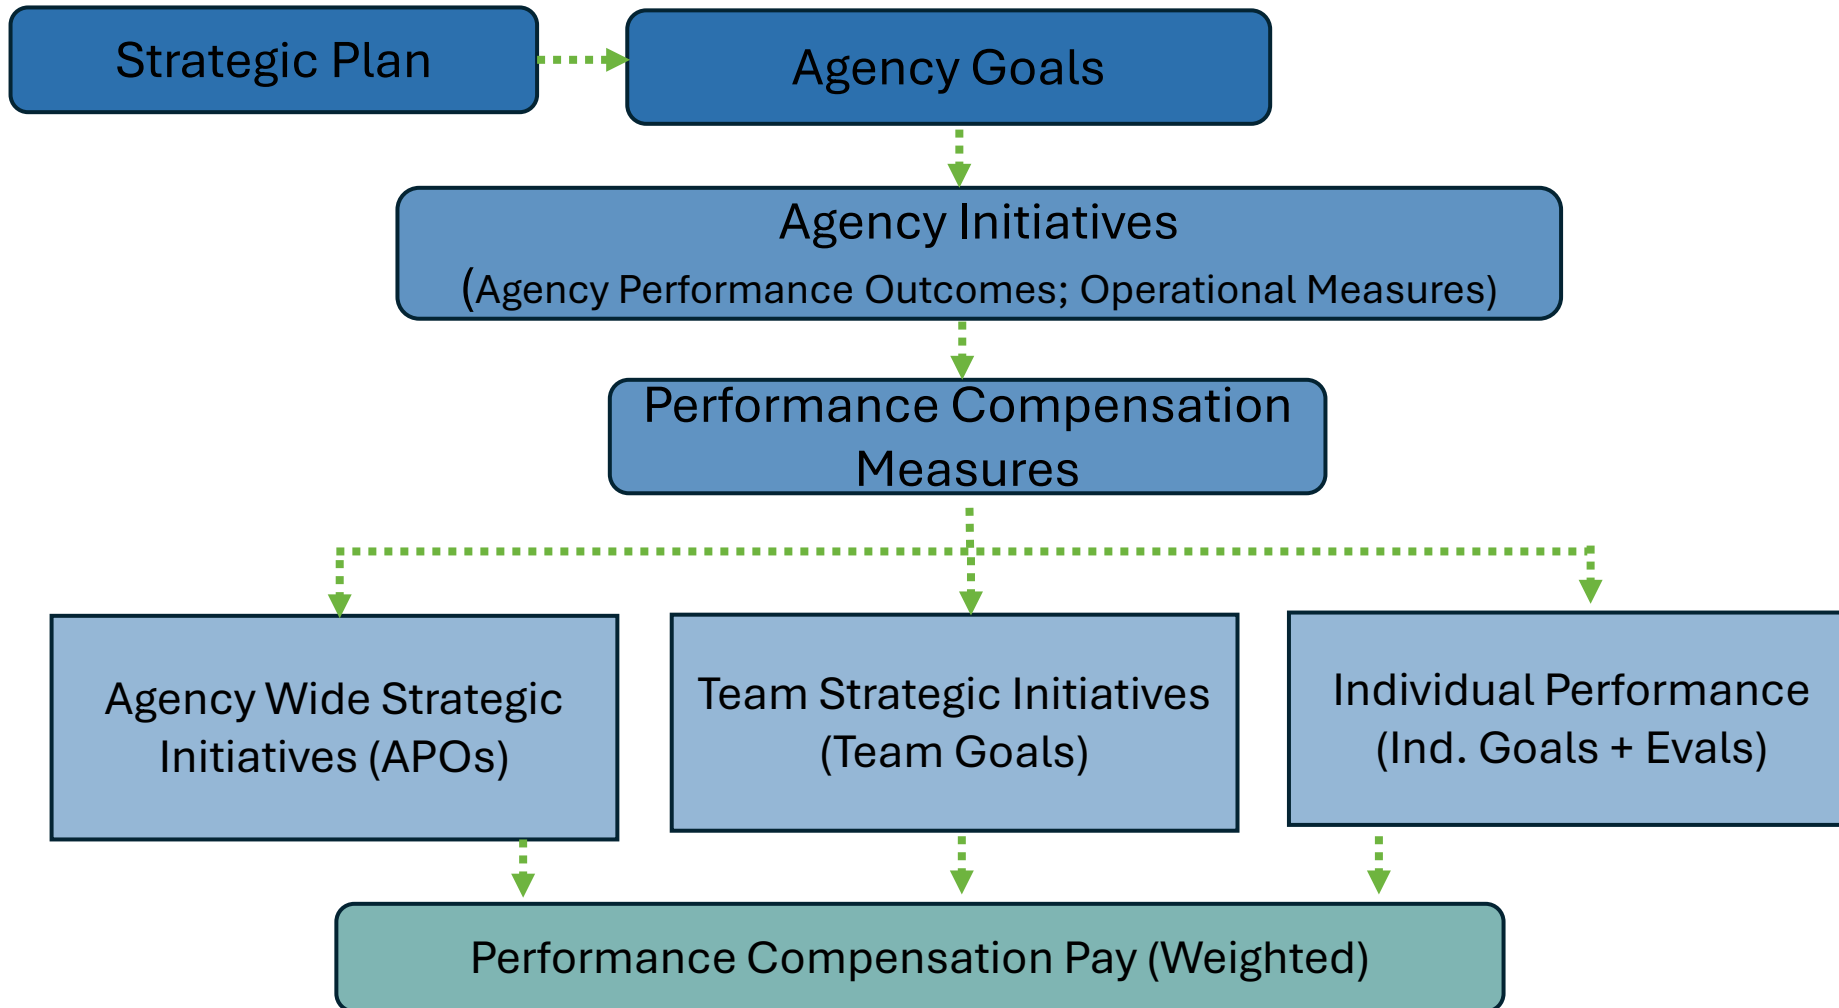 Strategic Plan
Agency Goals
Agency Initiatives
(Agency Performance Outcomes; Operational Measures)
Performance Compensation
Measures
Agency Wide Strategic
Initiatives (APOs)
Team Strategic Initiatives
(Team Goals)
Individual Performance
(Ind. Goals + Evals)
Performance Compensation Pay (Weighted)